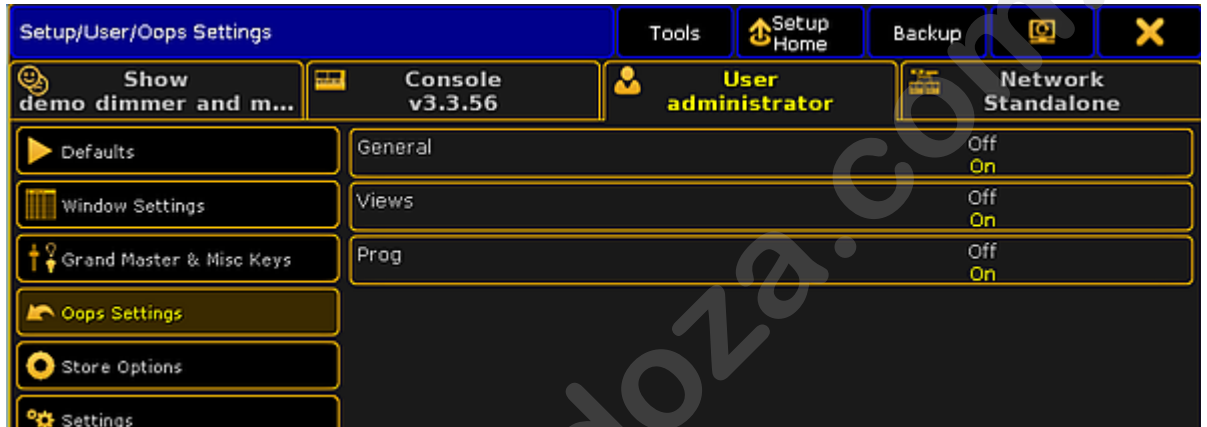 Setup/User/Oops Settings
Tools
Setup
Home
Backup
Show
demo dimmer and m...
Console
v3.3.56
User
administrator
Network
Standalone
Defaults
Window Settings
Grand Master & Misc Keys
Oops Settings
Store Options
Settings
General
Off
On
Views
Off
On
Prog
Off
On
doza.com